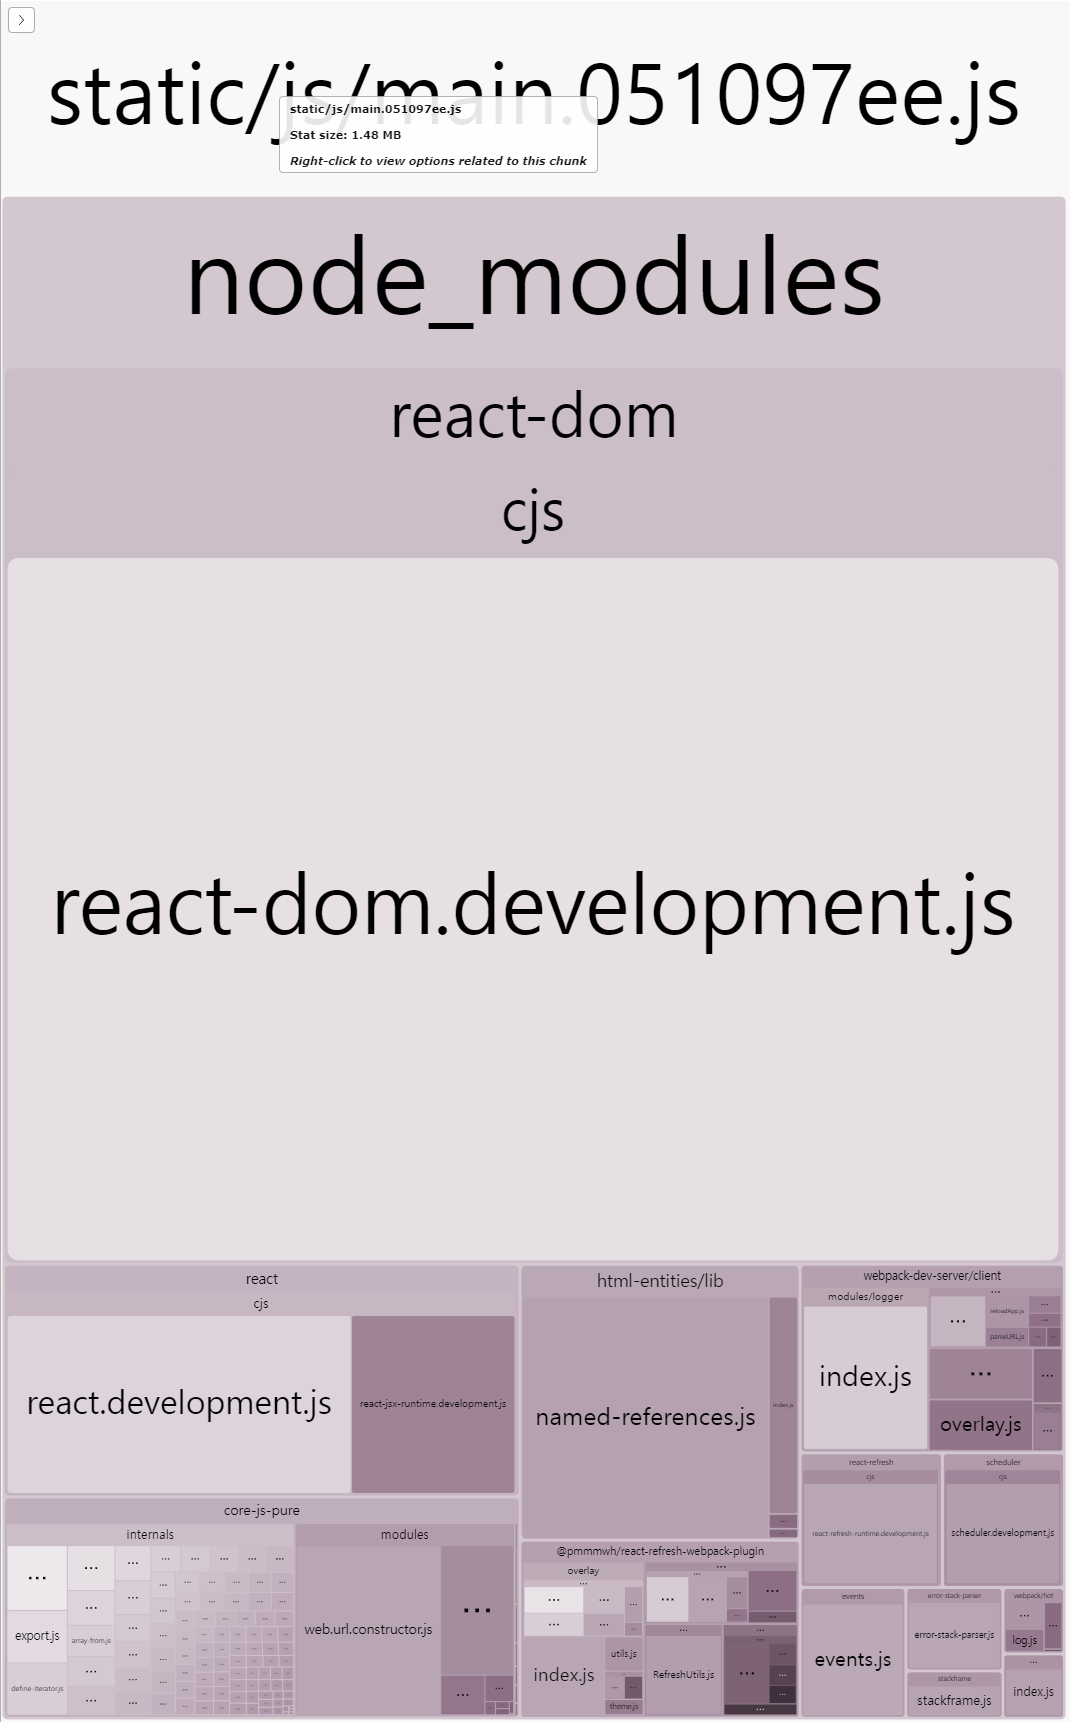 static/js/main.051097ee.js
static/js/main.051097ee.js
Stat size: 1.48 MB
Right-click to view options related to this chunk
node_modules
react-dom
cjs
react-dom.development.js
react
cjs
react.development.js
react-jsx-runtime.development.js
html-entities/lib
named-references.js
index.js
webpack-dev-server/client
modules/logger
...
index.js
...
reloadApp.js
parseURL.js
...
overlay.js
react-refresh
cjs
react-refresh-runtime.development.js
scheduler
cjs
scheduler.development.js
core-js-pure
internals
modules
...
export.js
array-from.js
define-iterator.js
web.url.constructor.js
...
@pmmmwh/react-refresh-webpack-plugin
overlay
...
index.js
utils.js
theme.js
RefreshUtils.js
...
events
events.js
error-stack-parser
error-stack-parser.js
stackframe
stackframe.js
webpack/hot
...
log.js
...
index.js